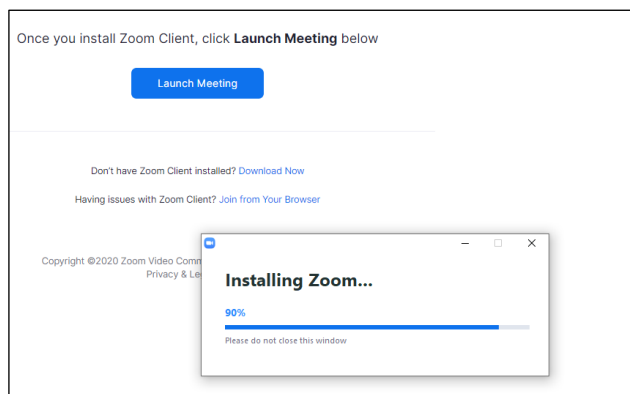 Once you install Zoom Client, click Launch Meeting below
Launch Meeting
Don't have Zoom Client installed? Download Now
Having issues with Zoom Client? Join from Your Browser
Copyright ©2020 Zoom Video
Privacy &
Installing Zoom...
90%
Please do not close this window